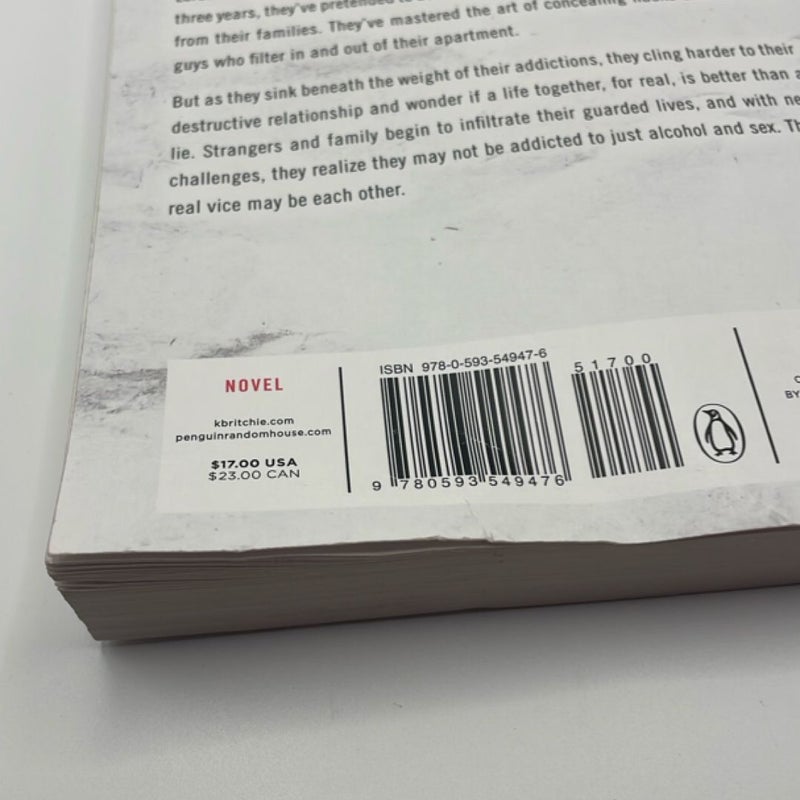 three years, they've pretended
from their families. They've mastered the art of concealing
guys who filter in and out of their apartment.
But as they sink beneath the weight of their addictions, they cling harder to their
destructive relationship and wonder if a life together, for real, is better than a
lie. Strangers and family begin to infiltrate their guarded lives, and with ne
challenges, they realize they may not be addicted to just alcohol and sex. Th
real vice may be each other.
NOVEL
kbritchie.com
penguinrandomhouse.com
$17.00 USA
$23.00 CAN
ISBN 978-0-593-54947-6
51700
9 780593 549476
BY